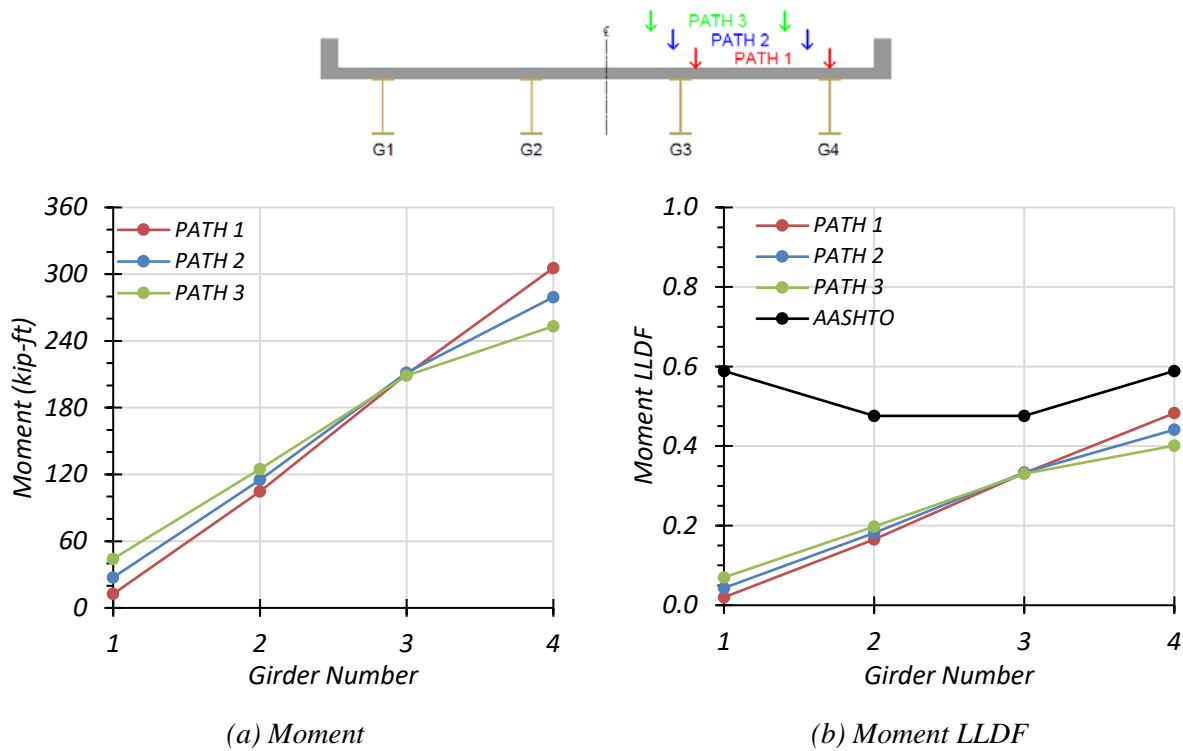 PATH 3
PATH 2
PATH 1
℄
G1 G2 G3 G4
360
300
240
180
120
60
0
Moment (kip-ft)
PATH 1
PATH 2
PATH 3
1 2 3 4
Girder Number
(a) Moment
1.0
0.8
0.6
0.4
0.2
0.0
Moment LLDF
PATH 1
PATH 2
PATH 3
AASHTO
1 2 3 4
Girder Number
(b) Moment LLDF